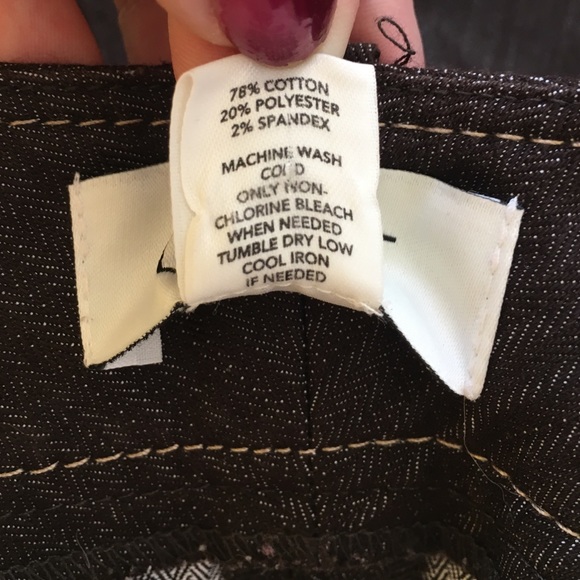 78% COTTON
20% POLYESTER
2% SPANDEX
MACHINE WASH
COLD
ONLY NON-
CHLORINE BLEACH
WHEN NEEDED
TUMBLE DRY LOW
COOL IRON
IF NEEDED